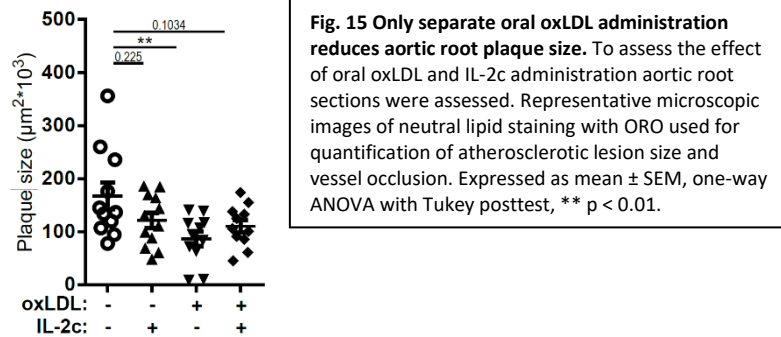 0.1034
**
0.225
500
400
300
200
100
0
Plaque size (µm²*10³)
oxLDL: - - + +
IL-2c: - + - +
Fig. 15 Only separate oral oxLDL administration
reduces aortic root plaque size. To assess the effect
of oral oxLDL and IL-2c administration aortic root
sections were assessed. Representative microscopic
images of neutral lipid staining with ORO used for
quantification of atherosclerotic lesion size and
vessel occlusion. Expressed as mean ± SEM, one-way
ANOVA with Tukey posttest, ** p < 0.01.